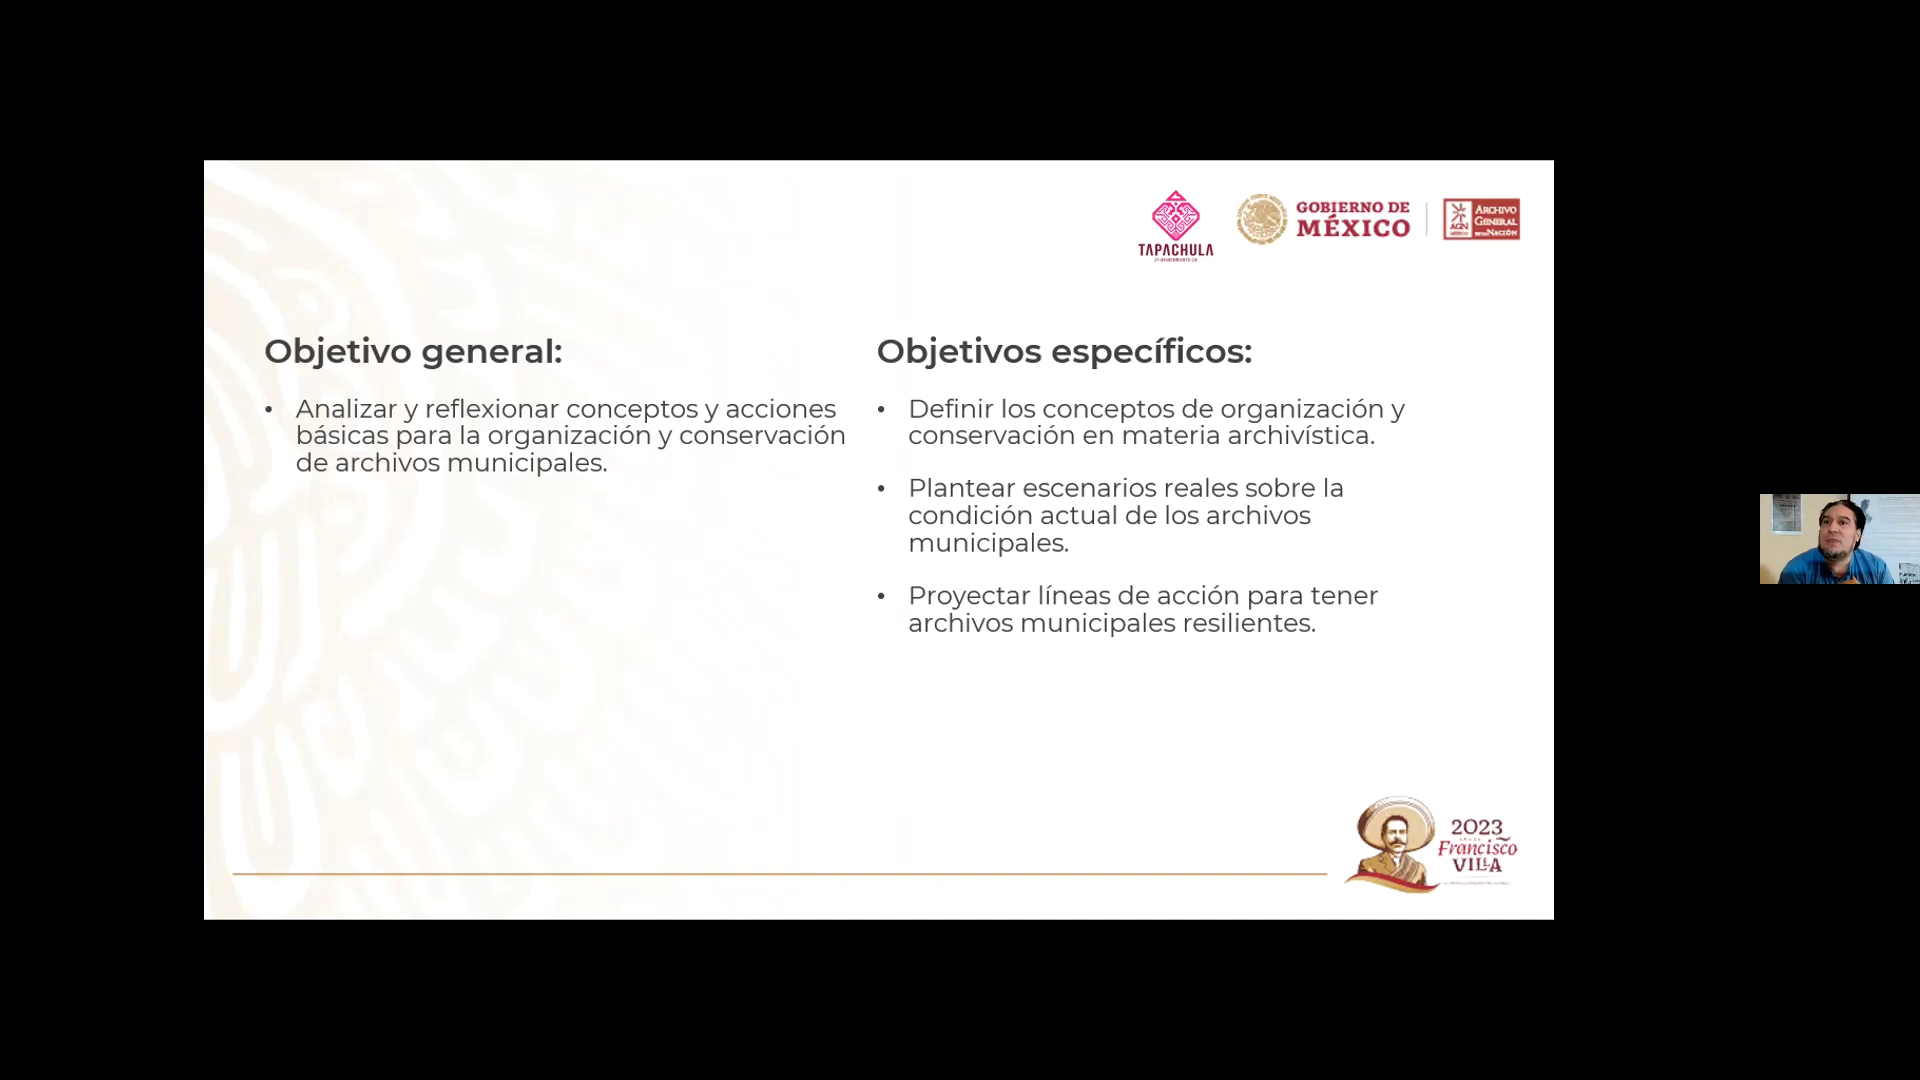 TAPACHULA
GOBIERNO DE
MÉXICO
AGN
ARCHIVO
GENERAL
DE LA NACIÓN
Objetivo general:
• Analizar y reflexionar conceptos y acciones
básicas para la organización y conservación
de archivos municipales.
Objetivos específicos:
• Definir los conceptos de organización y
conservación en materia archivística.
• Plantear escenarios reales sobre la
condición actual de los archivos
municipales.
• Proyectar líneas de acción para tener
archivos municipales resilientes.
2023
Francisco
VILLA